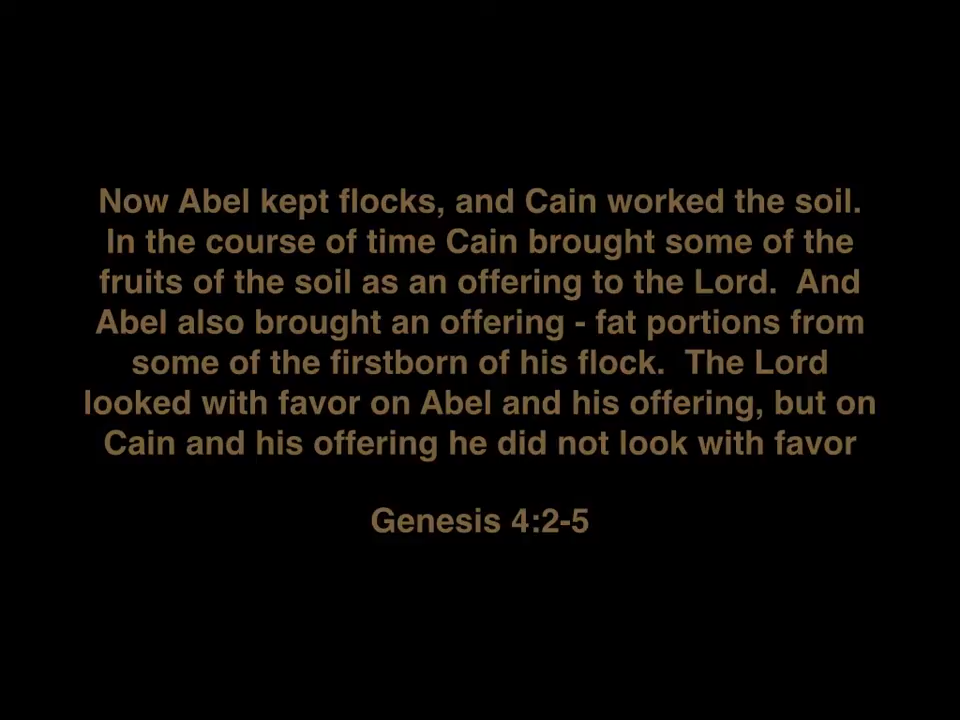 Now Abel kept flocks, and Cain worked the soil.
In the course of time Cain brought some of the
fruits of the soil as an offering to the Lord.  And
Abel also brought an offering - fat portions from
some of the firstborn of his flock.  The Lord
looked with favor on Abel and his offering, but on
Cain and his offering he did not look with favor
Genesis 4:2-5